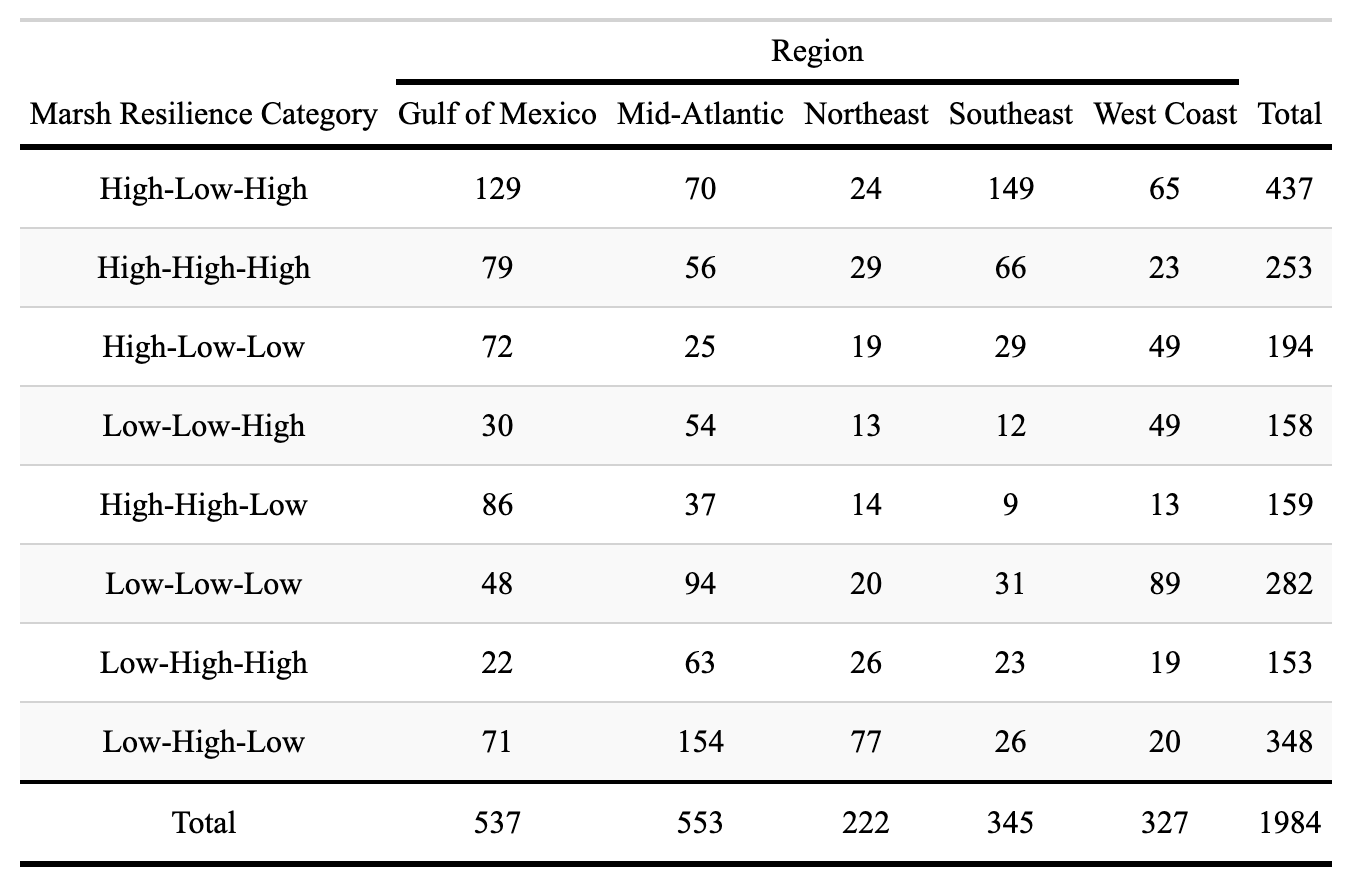 Region
Marsh Resilience Category Gulf of Mexico Mid-Atlantic Northeast Southeast West Coast Total
High-Low-High 129 70 24 149 65 437
High-High-High 79 56 29 66 23 253
High-Low-Low 72 25 19 29 49 194
Low-Low-High 30 54 13 12 49 158
High-High-Low 86 37 14 9 13 159
Low-Low-Low 48 94 20 31 89 282
Low-High-High 22 63 26 23 19 153
Low-High-Low 71 154 77 26 20 348
Total 537 553 222 345 327 1984